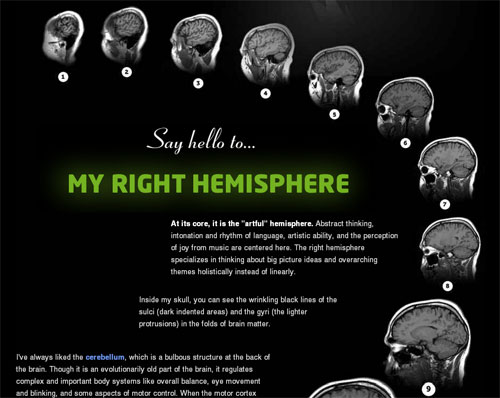 1
2
3
4
5
6
7
8
9
Say hello to...
MY RIGHT HEMISPHERE
At its core, it is the "artful" hemisphere. Abstract thinking,
intonation and rhythm of language, artistic ability, and the perception
of joy from music are centered here. The right hemisphere
specializes in thinking about big picture ideas and overarching
themes holistically instead of linearly.
Inside my skull, you can see the wrinkling black lines of the
sulci (dark indented areas) and the gyri (the lighter
protrusions) in the folds of brain matter.
I've always liked the cerebellum, which is a bulbous structure at the back of
the brain. Though it is an evolutionarily old part of the brain, it regulates
complex and important body systems like overall balance, eye movement
and blinking, and some aspects of motor control. When the motor cortex